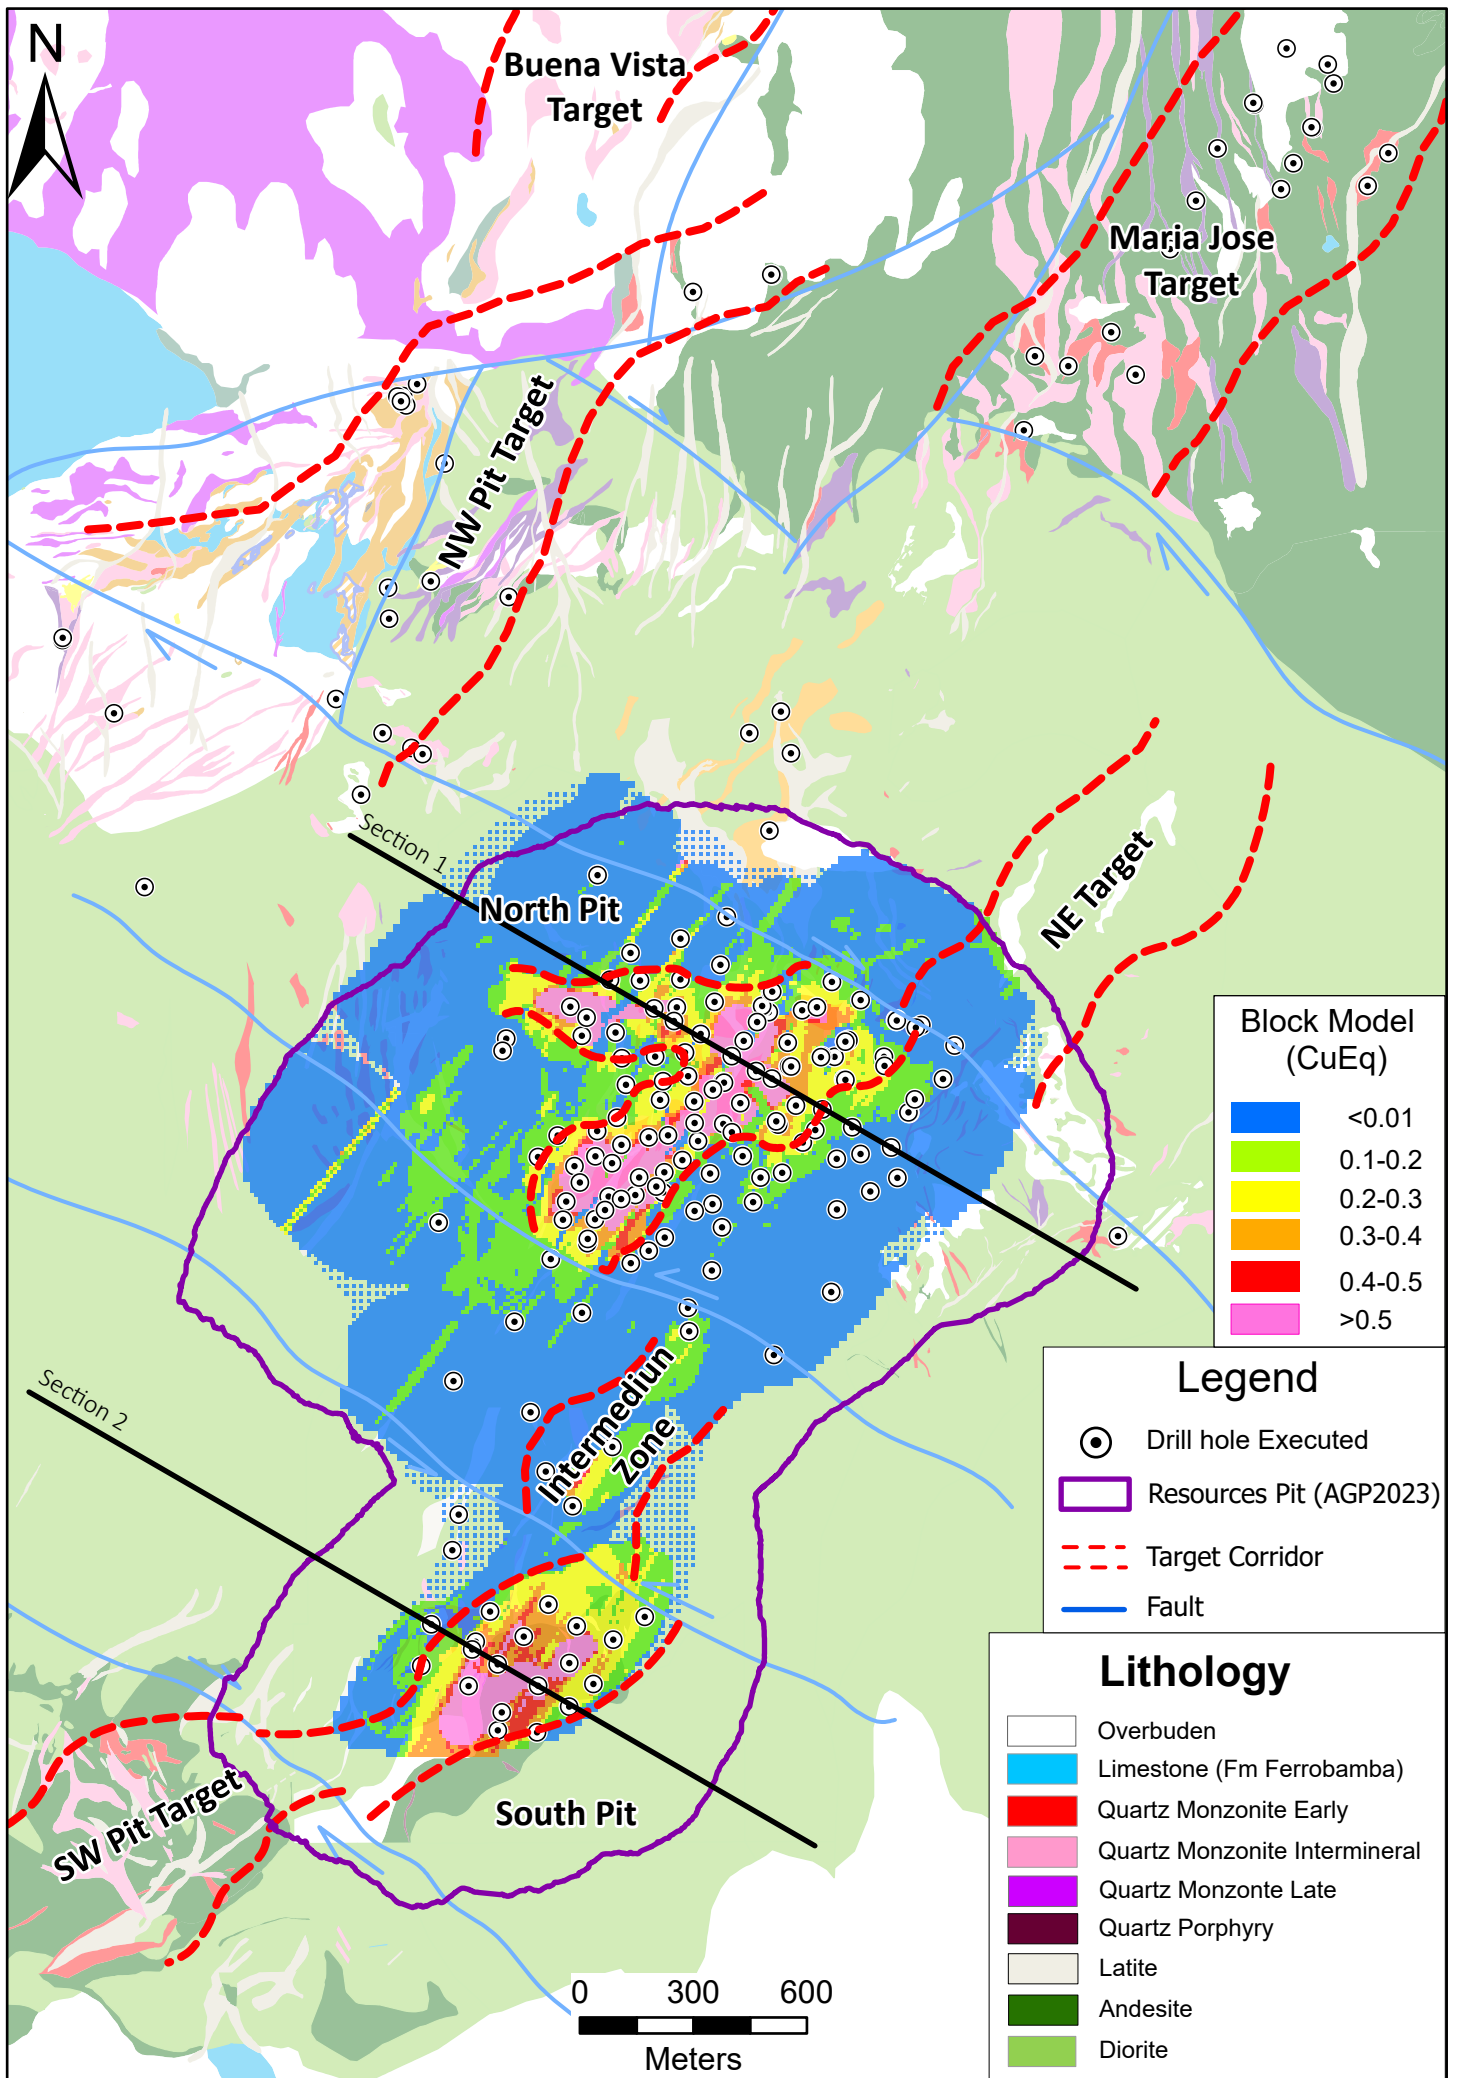 N
Buena Vista
Target
Maria Jose
Target
NW Pit Target
Section 1
North Pit
NE Target
Block Model
(CuEq)
<0.01
0.1-0.2
0.2-0.3
0.3-0.4
0.4-0.5
>0.5
Section 2
Intermediun
Zone
Legend
Drill hole Executed
Resources Pit (AGP2023)
Target Corridor
Fault
SW Pit Target
South Pit
Lithology
Overbuden
Limestone (Fm Ferrobamba)
Quartz Monzonite Early
Quartz Monzonite Intermineral
Quartz Monzonte Late
Quartz Porphyry
Latite
Andesite
Diorite
0 300 600
Meters